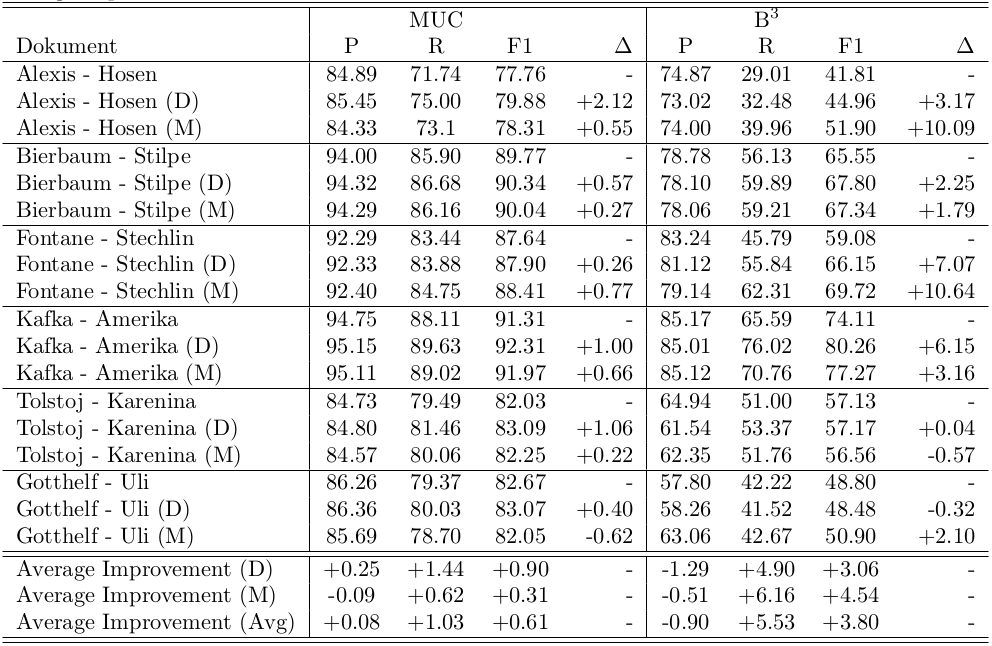 MUC B³
Dokument P R F1 Δ P R F1 Δ
Alexis - Hosen 84.89 71.74 77.76 - 74.87 29.01 41.81 -
Alexis - Hosen (D) 85.45 75.00 79.88 +2.12 73.02 32.48 44.96 +3.17
Alexis - Hosen (M) 84.33 73.1 78.31 +0.55 74.00 39.96 51.90 +10.09
Bierbaum - Stilpe 94.00 85.90 89.77 - 78.78 56.13 65.55 -
Bierbaum - Stilpe (D) 94.32 86.68 90.34 +0.57 78.10 59.89 67.80 +2.25
Bierbaum - Stilpe (M) 94.29 86.16 90.04 +0.27 78.06 59.21 67.34 +1.79
Fontane - Stechlin 92.29 83.44 87.64 - 83.24 45.79 59.08 -
Fontane - Stechlin (D) 92.33 83.88 87.90 +0.26 81.12 55.84 66.15 +7.07
Fontane - Stechlin (M) 92.40 84.75 88.41 +0.77 79.14 62.31 69.72 +10.64
Kafka - Amerika 94.75 88.11 91.31 - 85.17 65.59 74.11 -
Kafka - Amerika (D) 95.15 89.63 92.31 +1.00 85.01 76.02 80.26 +6.15
Kafka - Amerika (M) 95.11 89.02 91.97 +0.66 85.12 70.76 77.27 +3.16
Tolstoj - Karenina 84.73 79.49 82.03 - 64.94 51.00 57.13 -
Tolstoj - Karenina (D) 84.80 81.46 83.09 +1.06 61.54 53.37 57.17 +0.04
Tolstoj - Karenina (M) 84.57 80.06 82.25 +0.22 62.35 51.76 56.56 -0.57
Gotthelf - Uli 86.26 79.37 82.67 - 57.80 42.22 48.80 -
Gotthelf - Uli (D) 86.36 80.03 83.07 +0.40 58.26 41.52 48.48 -0.32
Gotthelf - Uli (M) 85.69 78.70 82.05 -0.62 63.06 42.67 50.90 +2.10
Average Improvement (D) +0.25 +1.44 +0.90 - -1.29 +4.90 +3.06 -
Average Improvement (M) -0.09 +0.62 +0.31 - -0.51 +6.16 +4.54 -
Average Improvement (Avg) +0.08 +1.03 +0.61 - -0.90 +5.53 +3.80 -